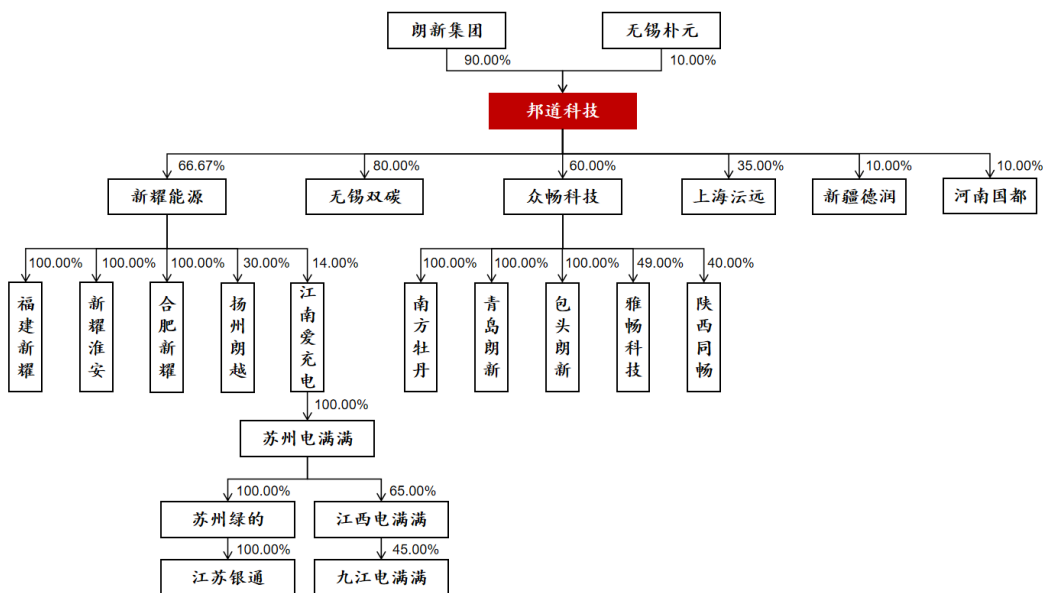 朗新集团
无锡朴元
90.00%
10.00%
邦道科技
66.67%
80.00%
60.00%
35.00%
10.00%
10.00%
新耀能源
无锡双碳
众畅科技
上海沄远
新疆德润
河南国都
100.00%
100.00%
100.00%
30.00%
14.00%
100.00%
100.00%
100.00%
49.00%
40.00%
福建新耀
新耀淮安
合肥新耀
扬州朗越
江南爱充电
南方牡丹
青岛朗新
包头朗新
雅畅科技
陕西同畅
100.00%
苏州电满满
100.00%
65.00%
苏州绿的
江西电满满
100.00%
45.00%
江苏银通
九江电满满